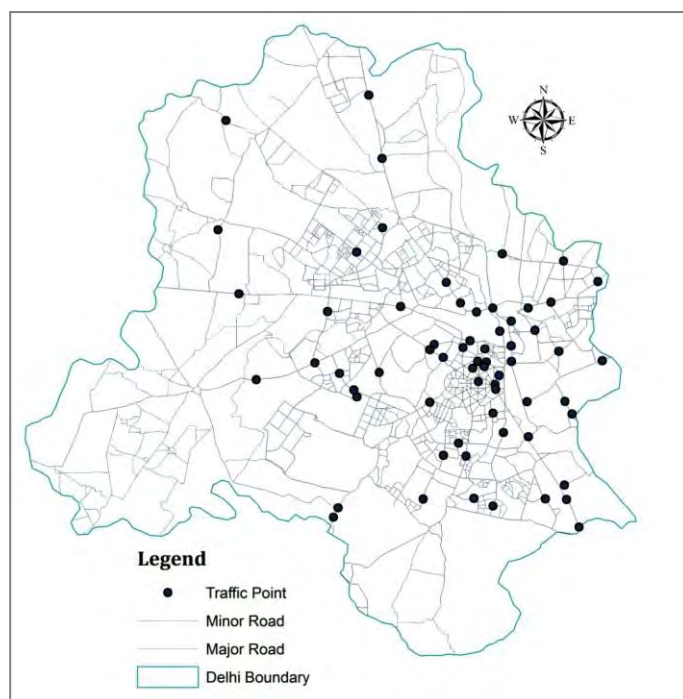 N
W E
S
Legend
Traffic Point
Minor Road
Major Road
Delhi Boundary